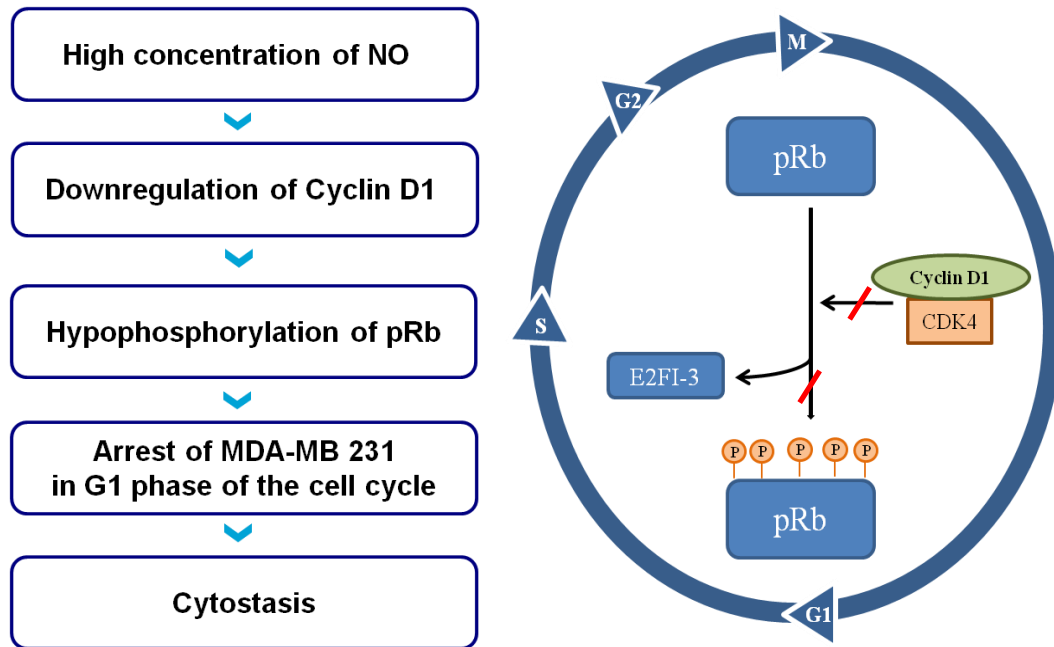 High concentration of NO
Downregulation of Cyclin D1
Hypophosphorylation of pRb
Arrest of MDA-MB 231
in G1 phase of the cell cycle
Cytostasis
M
G2
S
G1
pRb
Cyclin D1
CDK4
E2FI-3
P P P P P
pRb